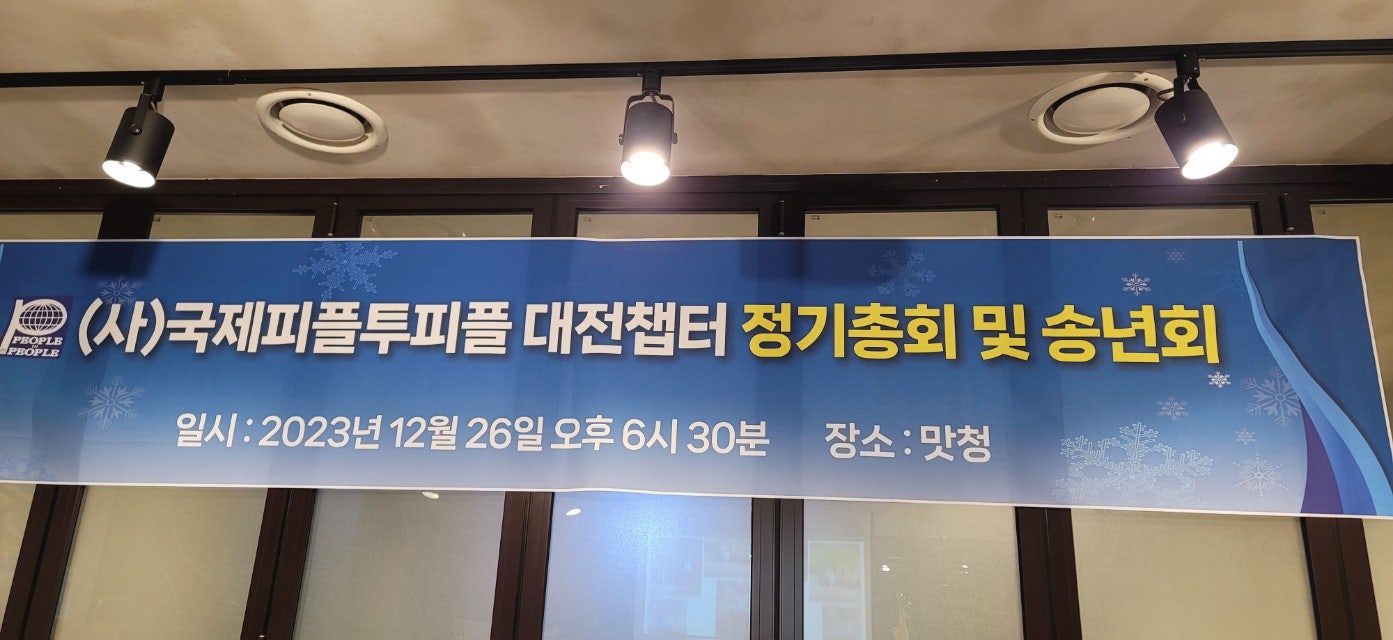 PEOPLE
TO
PEOPLE
(사)국제피플투피플 대전챕터 정기총회 및 송년회
일시 : 2023년 12월 26일 오후 6시 30분 장소 : 맛청